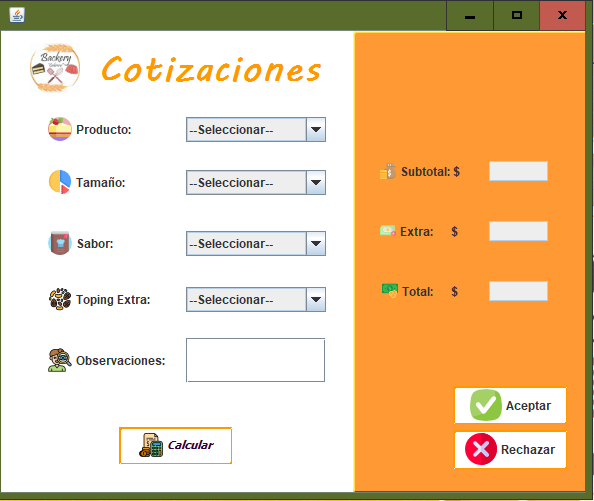 Backery
Cotizaciones
Producto:
--Seleccionar--
Tamaño:
--Seleccionar--
Sabor:
--Seleccionar--
Toping Extra:
--Seleccionar--
Observaciones:
Calcular
Subtotal: $
Extra: $
Total: $
Aceptar
Rechazar